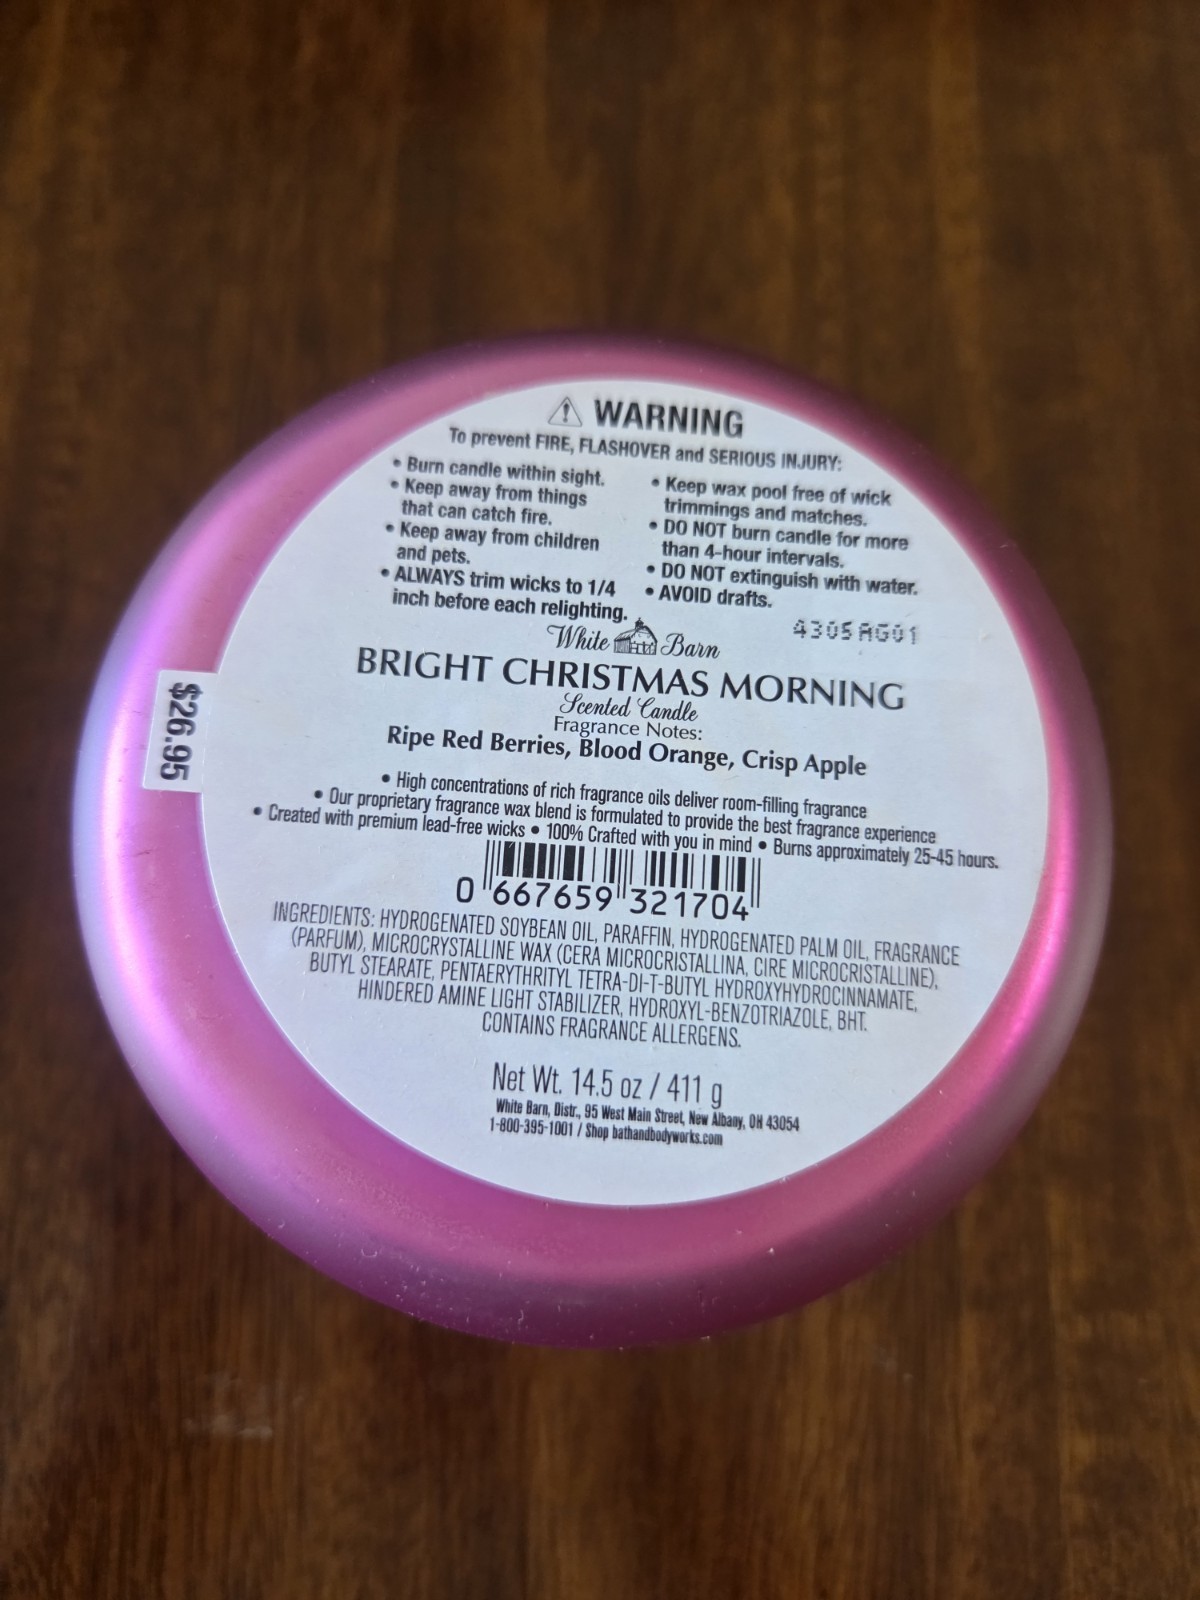 ⚠ WARNING
To prevent FIRE, FLASHOVER and SERIOUS INJURY:
• Burn candle within sight.
• Keep away from things
that can catch fire.
• Keep away from children
and pets.
• ALWAYS trim wicks to 1/4
inch before each relighting.
• Keep wax pool free of wick
trimmings and matches.
• DO NOT burn candle for more
than 4-hour intervals.
• DO NOT extinguish with water.
• AVOID drafts.
4305AG01
White Barn
BRIGHT CHRISTMAS MORNING
Scented Candle
Fragrance Notes:
Ripe Red Berries, Blood Orange, Crisp Apple
• High concentrations of rich fragrance oils deliver room-filling fragrance
• Our proprietary fragrance wax blend is formulated to provide the best fragrance experience
• Created with premium lead-free wicks • 100% Crafted with you in mind • Burns approximately 25-45 hours.
0 667659 321704
INGREDIENTS: HYDROGENATED SOYBEAN OIL, PARAFFIN, HYDROGENATED PALM OIL, FRAGRANCE
(PARFUM), MICROCRYSTALLINE WAX (CERA MICROCRISTALLINA, CIRE MICROCRISTALLINE),
BUTYL STEARATE, PENTAERYTHRITYL TETRA-DI-T-BUTYL HYDROXYHYDROCINNAMATE,
HINDERED AMINE LIGHT STABILIZER, HYDROXYL-BENZOTRIAZOLE, BHT.
CONTAINS FRAGRANCE ALLERGENS.
Net Wt. 14.5 oz / 411 g
White Barn, Distr., 95 West Main Street, New Albany, OH 43054
1-800-395-1001 / Shop bathandbodyworks.com
$26.95